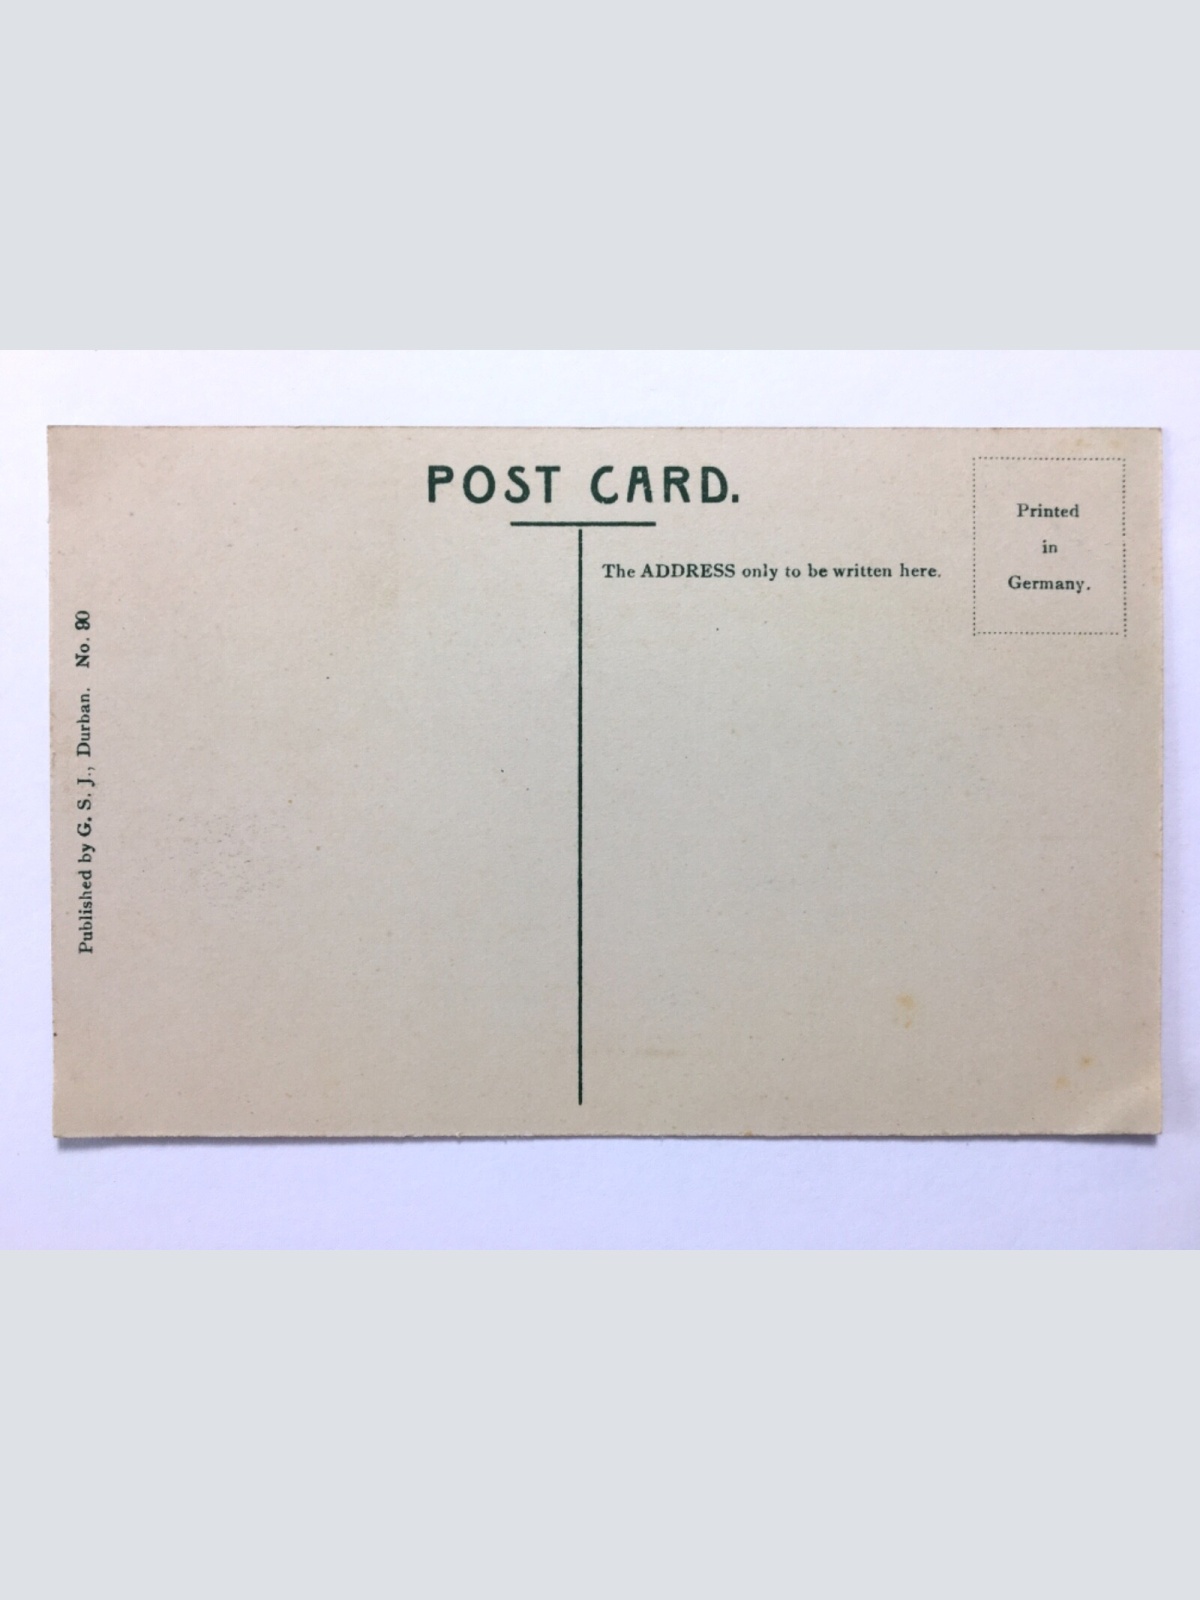 POST CARD.
The ADDRESS only to be written here.
Printed
in
Germany.
Published by G. S. J., Durban. No. 90